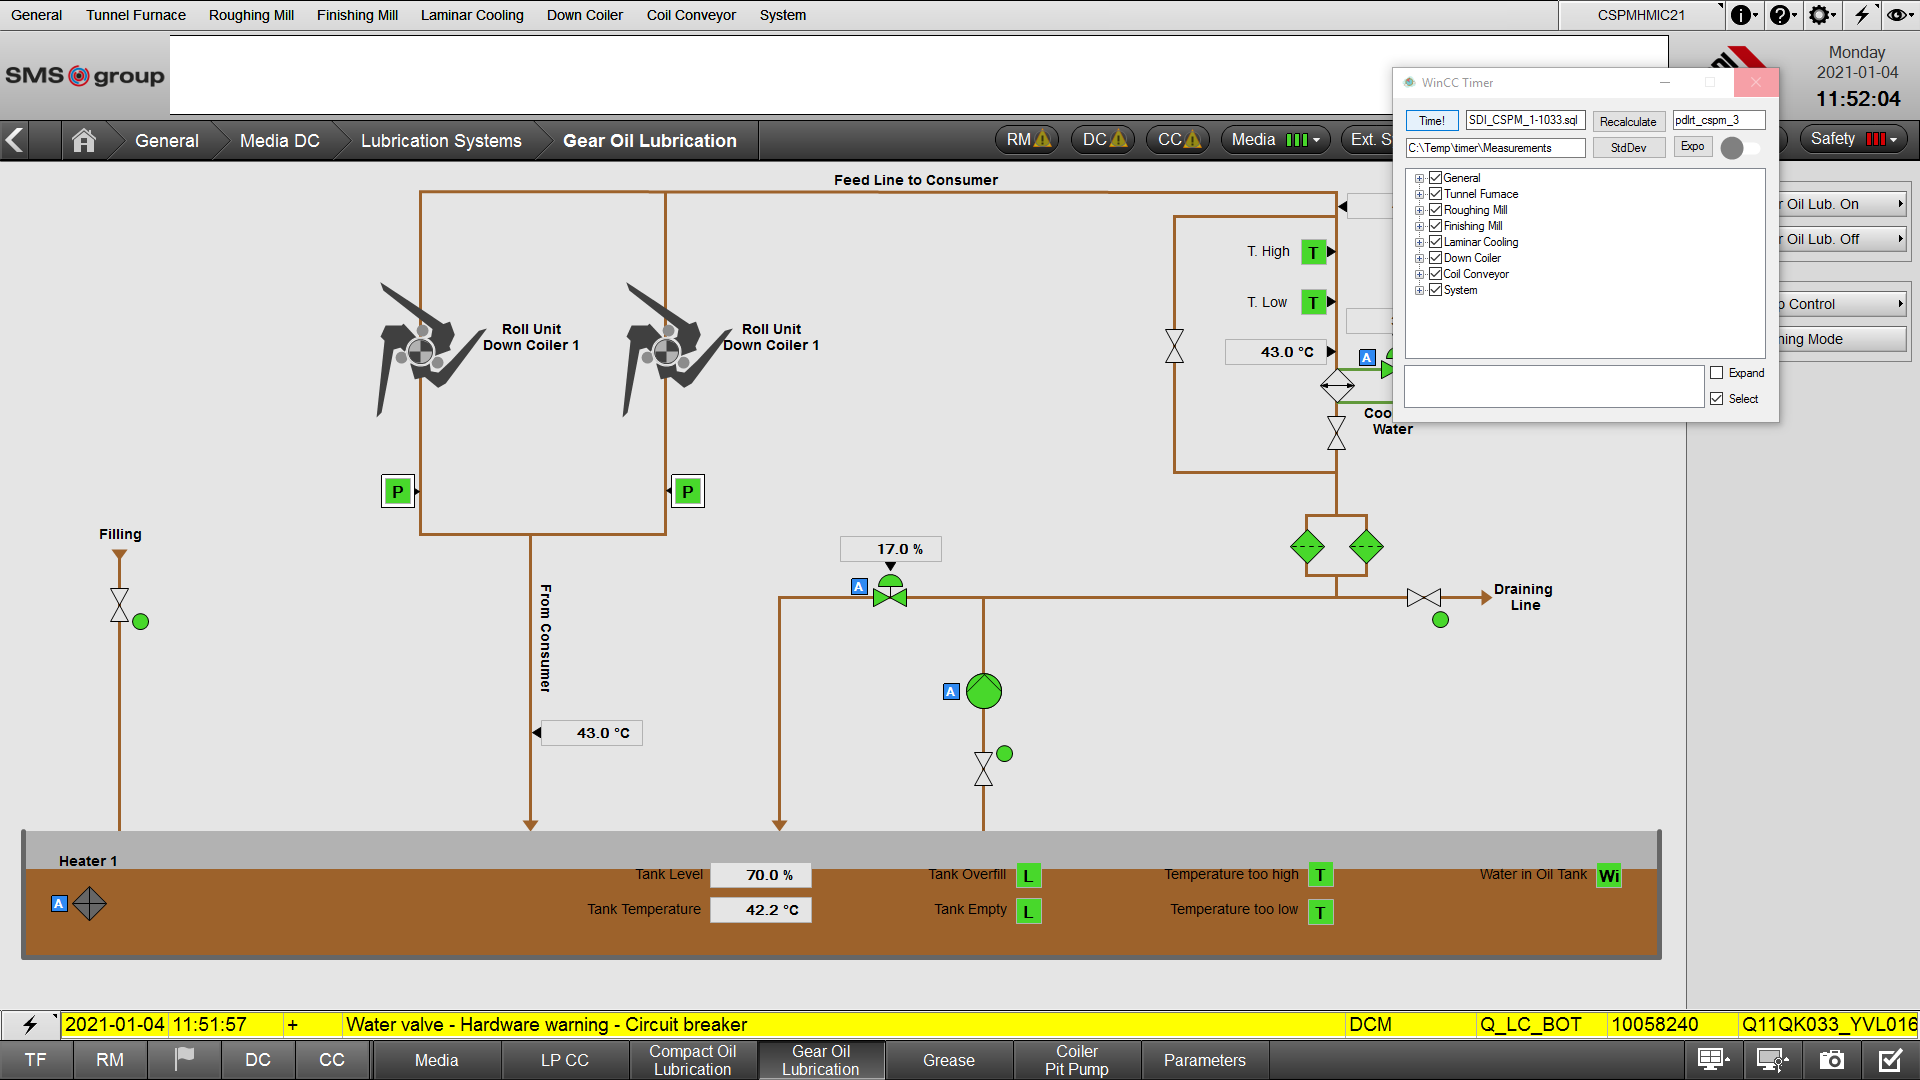 General Tunnel Furnace Roughing Mill Finishing Mill Laminar Cooling Down Coiler Coil Conveyor System CSPMHMIC21
SMS group
Monday
2021-01-04
11:52:04
General Media DC Lubrication Systems Gear Oil Lubrication RM DC CC Media Ext. S Safety
WinCC Timer
Time! SDI_CSPM_1-1033.sql Recalculate pdlrt_cspm_3
C:\Temp\timer\Measurements StdDev Expo
General
Tunnel Furnace
Roughing Mill
Finishing Mill
Laminar Cooling
Down Coiler
Coil Conveyor
System
Expand
Select
Oil Lub. On
Oil Lub. Off
Control
Mode
Feed Line to Consumer
T. High T
T. Low T
43.0 °C
A
Water
Roll Unit
Down Coiler 1
Roll Unit
Down Coiler 1
P
P
Filling
From Consumer
17.0 %
A
Draining
Line
A
43.0 °C
Heater 1
A
Tank Level 70.0 %
Tank Temperature 42.2 °C
Tank Overfill L
Tank Empty L
Temperature too high T
Temperature too low T
Water in Oil Tank Wi
2021-01-04 11:51:57 + Water valve - Hardware warning - Circuit breaker DCM Q_LC_BOT 10058240 Q11QK033_YVL016
TF RM DC CC Media LP CC Compact Oil Lubrication Gear Oil Lubrication Grease Coiler Pit Pump Parameters